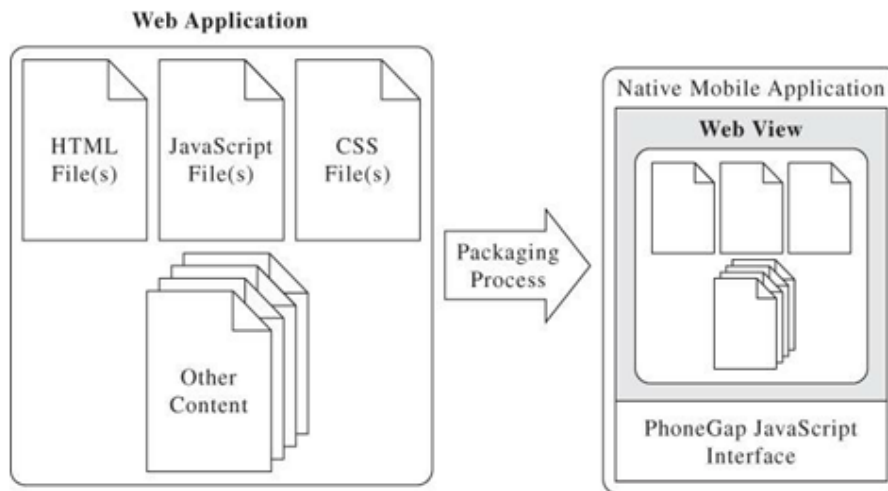 Web Application
HTML
File(s)
JavaScript
File(s)
CSS
File(s)
Other
Content
Packaging
Process
Native Mobile Application
Web View
PhoneGap JavaScript
Interface